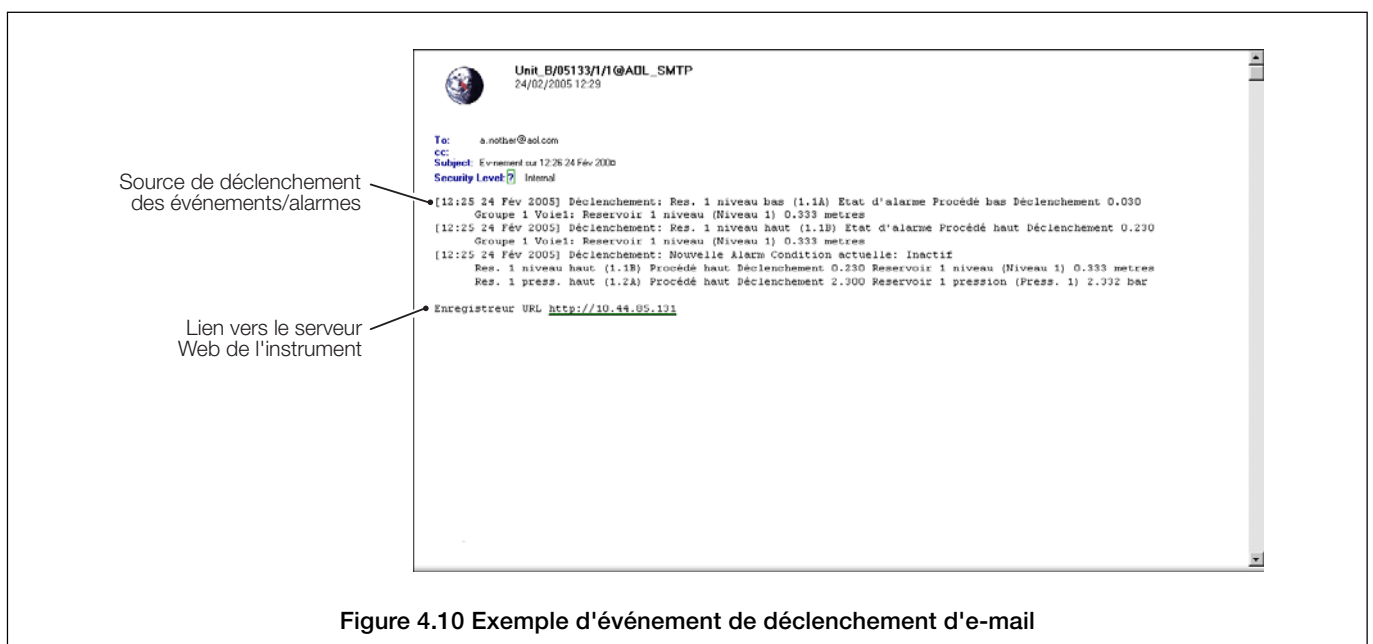 Unit_B/05133/1/1@AOL_SMTP
24/02/2005 12:29
To: a.nother@aol.com
cc:
Subject: Ev-nement sur 12:26 24 Fév 200
Security Level:? Internal
Source de déclenchement
des événements/alarmes
[12:25 24 Fév 2005] Déclenchement: Res. 1 niveau bas (1.1A) Etat d'alarme Procédé bas Déclenchement 0.030
Groupe 1 Voie1: Reservoir 1 niveau (Niveau 1) 0.333 metres
[12:25 24 Fév 2005] Déclenchement: Res. 1 niveau haut (1.1B) Etat d'alarme Procédé haut Déclenchement 0.230
Groupe 1 Voie1: Reservoir 1 niveau (Niveau 1) 0.333 metres
[12:25 24 Fév 2005] Déclenchement: Nouvelle Alarm Condition actuelle: Inactif
Res. 1 niveau haut (1.1B) Procédé haut Déclenchement 0.230 Reservoir 1 niveau (Niveau 1) 0.333 metres
Res. 1 press. haut (1.2A) Procédé haut Déclenchement 2.300 Reservoir 1 pression (Press. 1) 2.332 bar
Lien vers le serveur
Web de l'instrument
Enregistreur URL http://10.44.85.131
Figure 4.10 Exemple d'événement de déclenchement d'e-mail